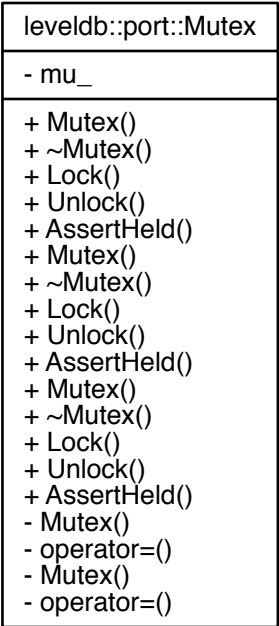 leveldb::port::Mutex
- mu_
+ Mutex()
+ ~Mutex()
+ Lock()
+ Unlock()
+ AssertHeld()
+ Mutex()
+ ~Mutex()
+ Lock()
+ Unlock()
+ AssertHeld()
+ Mutex()
+ ~Mutex()
+ Lock()
+ Unlock()
+ AssertHeld()
- Mutex()
- operator=()
- Mutex()
- operator=()